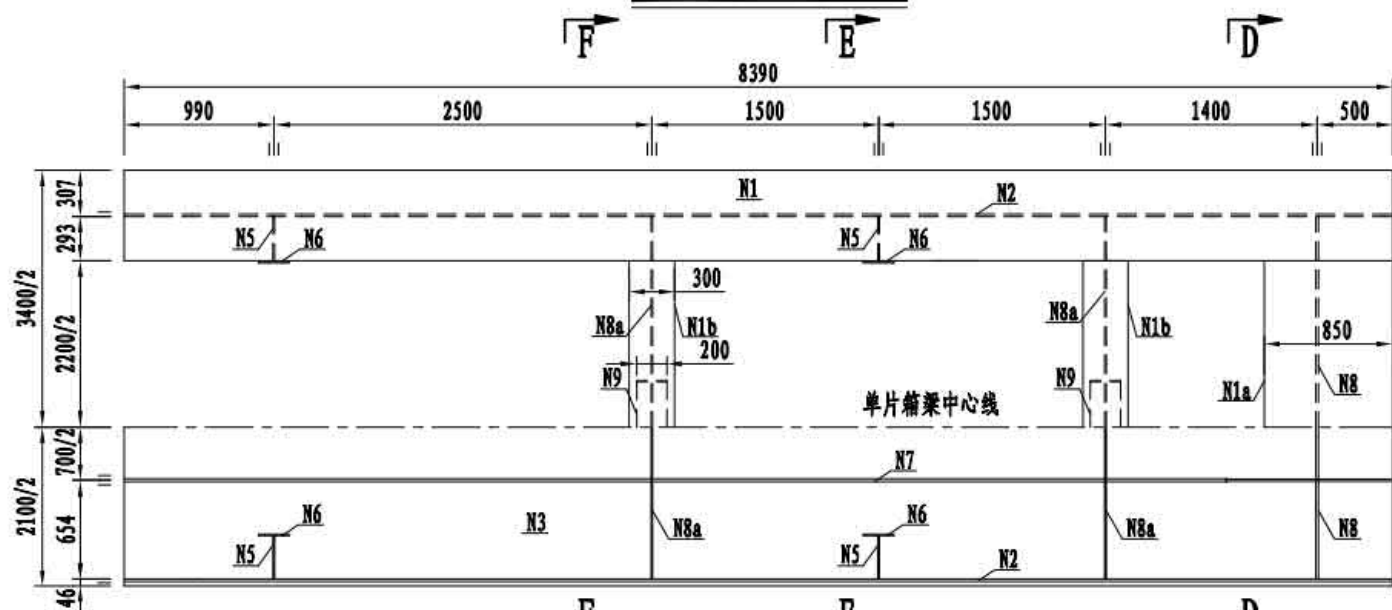 F E D
8390
990 2500 1500 1500 1400 500
307 N1 N2
293 N5 N6 N5 N6
3400/2 2200/2 300 850
N8a N1b N8a N1b
200
N9 N9 N1a N8
单片箱梁中心线
700/2 N7
2100/2 654 N6 N3 N8a N6 N8a N8
N5 N5 N2
46